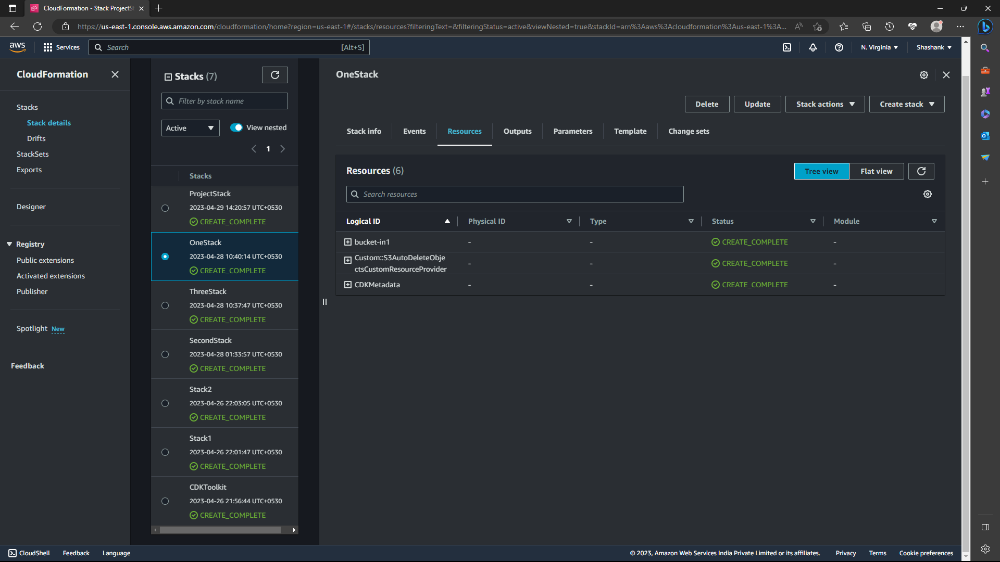 CloudFormation - Stack ProjectSt
https://us-east-1.console.aws.amazon.com/cloudformation/home?region=us-east-1#/stacks/resources?filteringText=&filteringStatus=active&viewNested=true&stackId=arn%3Aaws%3Acloudformation%3Aus-east-1%3A...
aws
Services
Search
[Alt+S]
N. Virginia
Shashank
CloudFormation
Stacks
Stack details
Drifts
StackSets
Exports
Designer
Registry
Public extensions
Activated extensions
Publisher
Spotlight New
Feedback
Stacks (7)
Filter by stack name
Active
View nested
1
Stacks
ProjectStack
2023-04-29 14:20:57 UTC+0530
CREATE_COMPLETE
OneStack
2023-04-28 10:40:14 UTC+0530
CREATE_COMPLETE
ThreeStack
2023-04-28 10:37:47 UTC+0530
CREATE_COMPLETE
SecondStack
2023-04-28 01:33:57 UTC+0530
CREATE_COMPLETE
Stack2
2023-04-26 22:03:05 UTC+0530
CREATE_COMPLETE
Stack1
2023-04-26 22:01:47 UTC+0530
CREATE_COMPLETE
CDKToolkit
2023-04-26 21:56:44 UTC+0530
CREATE_COMPLETE
OneStack
Delete
Update
Stack actions
Create stack
Stack info
Events
Resources
Outputs
Parameters
Template
Change sets
Resources (6)
Tree view
Flat view
Search resources
Logical ID
Physical ID
Type
Status
Module
bucket-in1 - - CREATE_COMPLETE -
Custom::S3AutoDeleteObje
ctsCustomResourceProvider - - CREATE_COMPLETE -
CDKMetadata - - CREATE_COMPLETE -
CloudShell
Feedback
Language
© 2023, Amazon Web Services India Private Limited or its affiliates.
Privacy
Terms
Cookie preferences